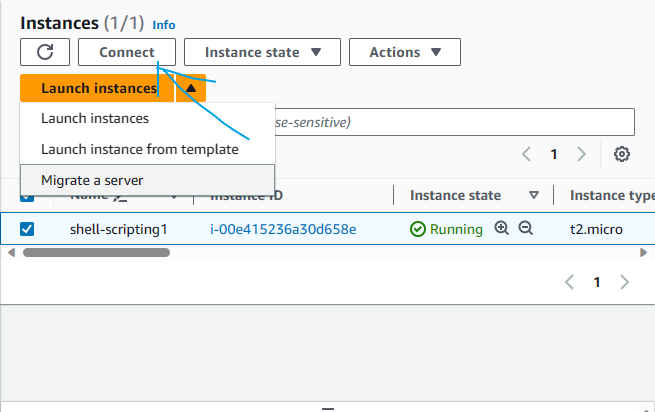 Instances (1/1) Info
Connect Instance state Actions
Launch instances
Launch instances
se-sensitive)
Launch instance from template
1
Migrate a server
Name Instance ID Instance state Instance type
shell-scripting1 i-00e415236a30d658e Running t2.micro
1